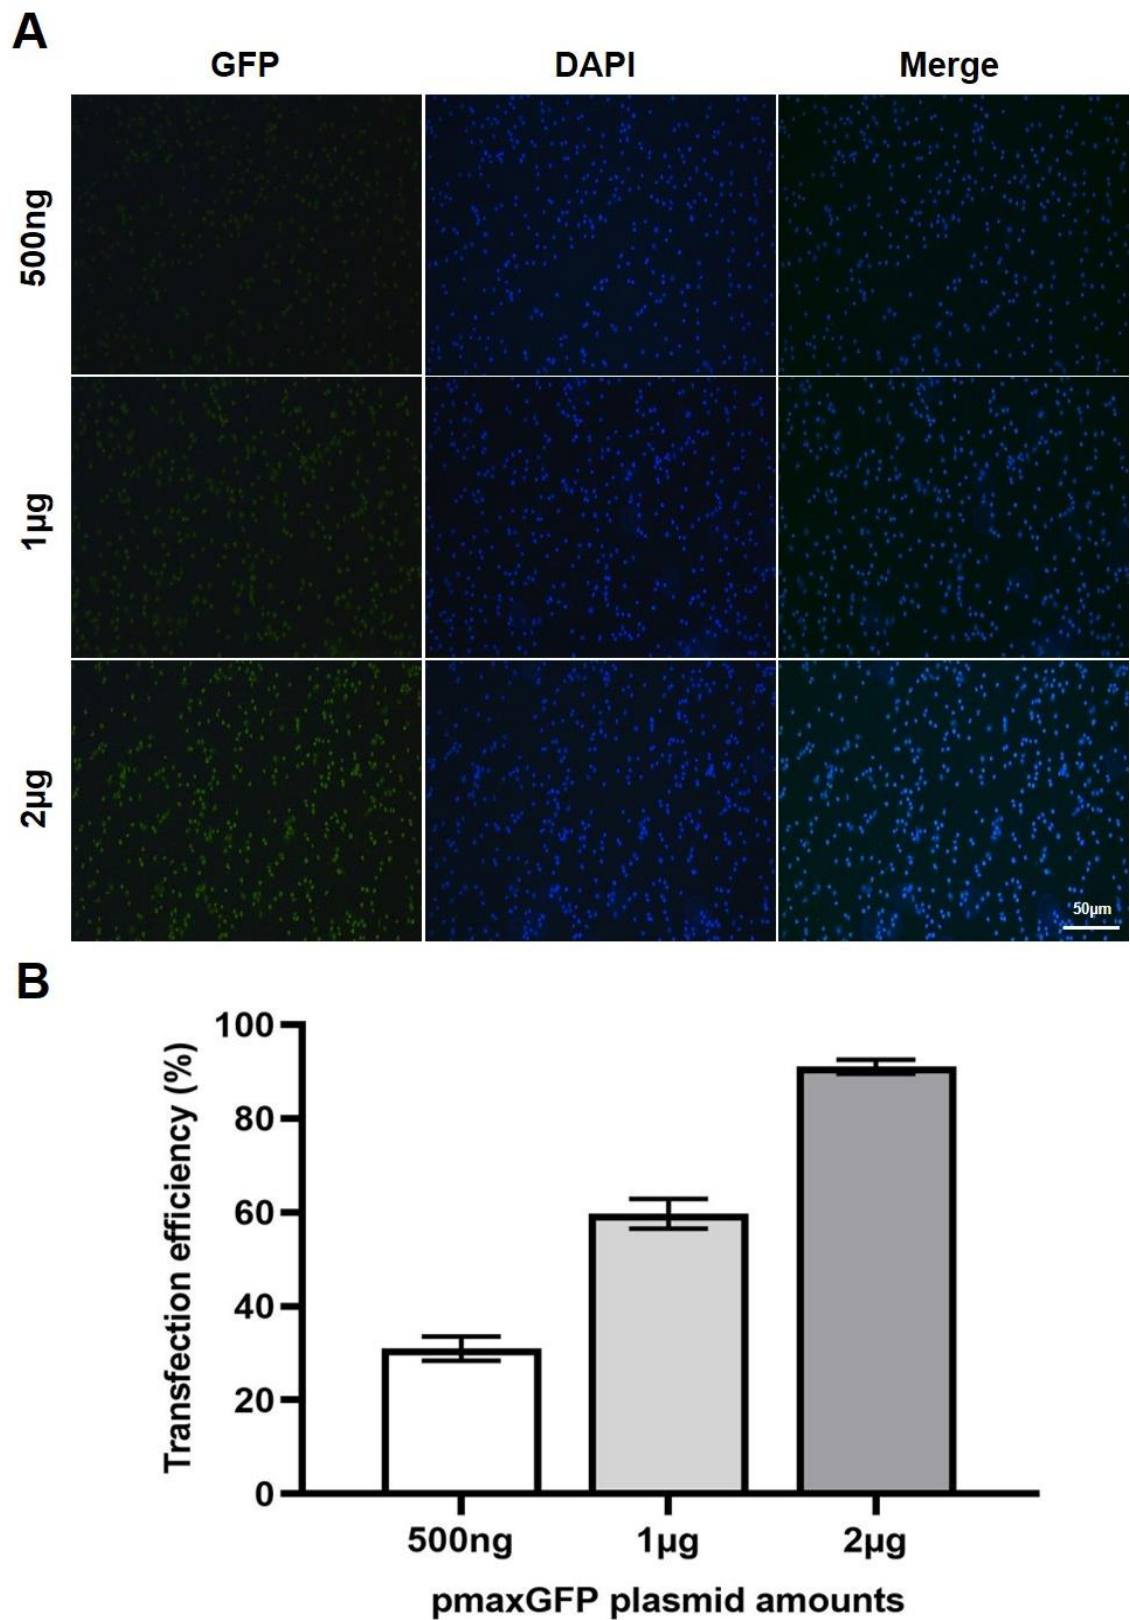 A
GFP DAPI Merge
500ng
1µg
2µg
50µm
B
Transfection efficiency (%)
100
80
60
40
20
0
500ng 1µg 2µg
pmaxGFP plasmid amounts